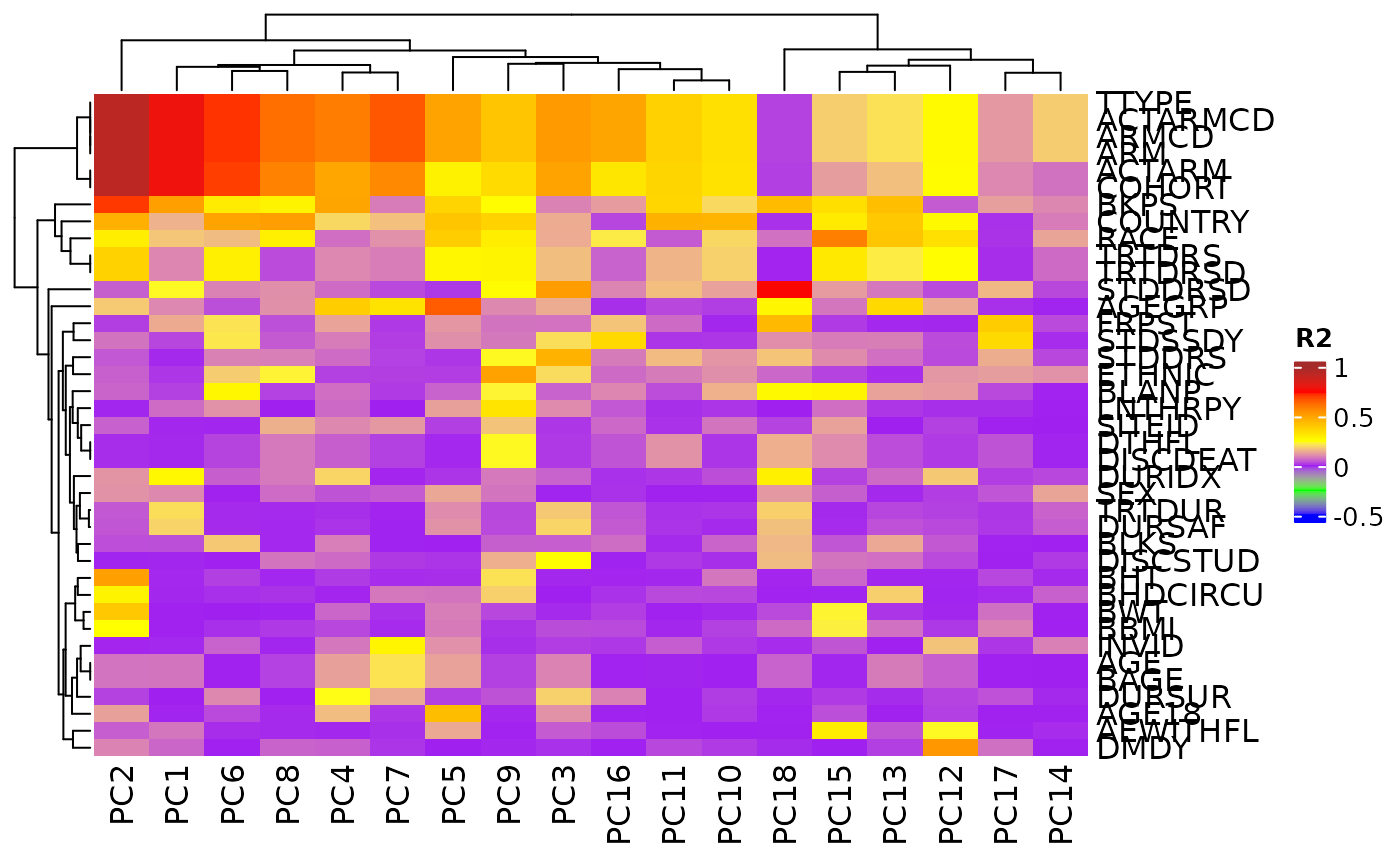 TTYPE
ACTARMCD
ARMCD
ARM
ACTARM
COHORT
BKPS
COUNTRY
RACE
TRTDRS
TRTDRSD
STDDRSD
AGEGRP
FRPST
STDSSDY
STDDRS
ETHNIC
BLANP
LNTHRPY
SITEID
DTHFL
DISCDEAT
DURIDX
SEX
TRTDUR
DURSAF
BLKS
DISCSTUD
BHT
BHDCIRCU
BWT
BBMI
INVID
AGE
BAGE
DURSUR
AGE18
AEWITHFL
DMDY
PC2 PC1 PC6 PC8 PC4 PC7 PC5 PC9 PC3 PC16 PC11 PC10 PC18 PC15 PC13 PC12 PC17 PC14
R2
1
0.5
0
-0.5